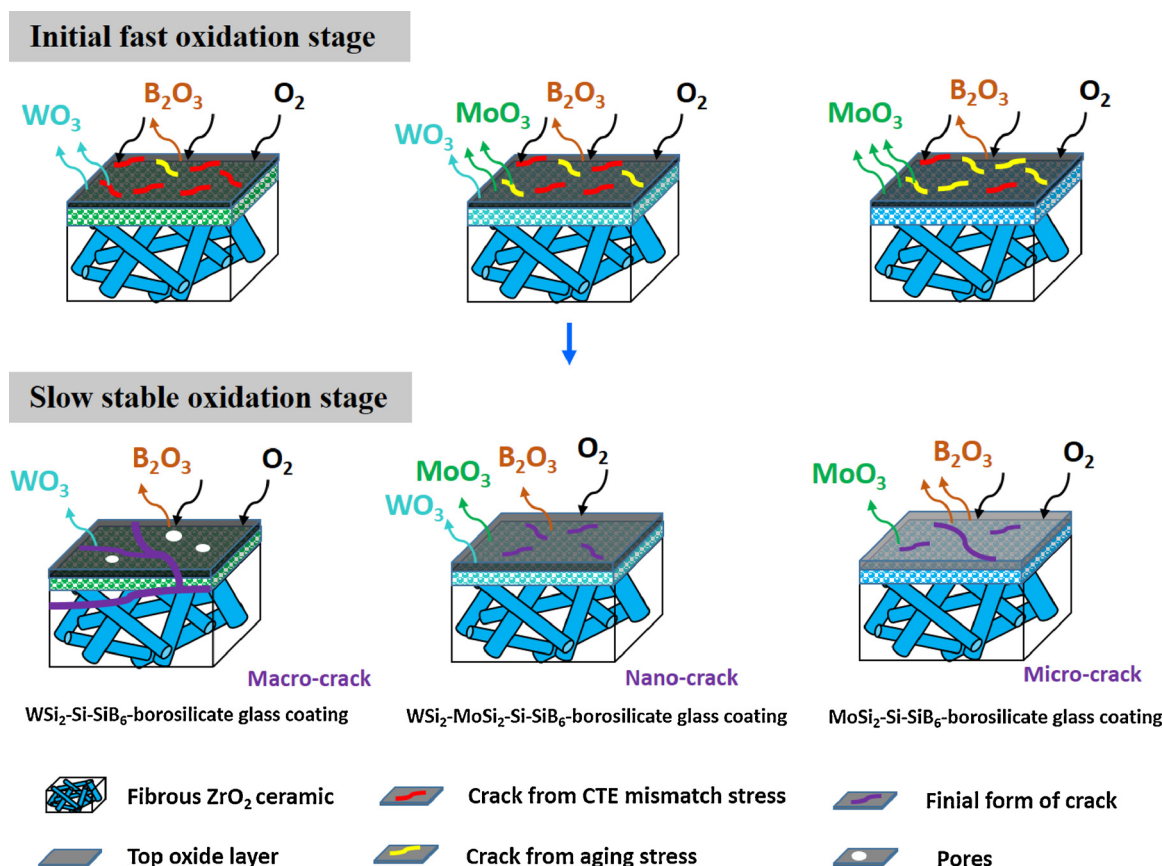 Initial fast oxidation stage
WO₃
B₂O₃
O₂
WO₃
MoO₃
B₂O₃
O₂
MoO₃
B₂O₃
O₂
Slow stable oxidation stage
WO₃
B₂O₃
O₂
WO₃
MoO₃
B₂O₃
O₂
MoO₃
B₂O₃
O₂
Macro-crack
Nano-crack
Micro-crack
WSi₂-Si-SiB₆-borosilicate glass coating
WSi₂-MoSi₂-Si-SiB₆-borosilicate glass coating
MoSi₂-Si-SiB₆-borosilicate glass coating
Fibrous ZrO₂ ceramic
Crack from CTE mismatch stress
Finial form of crack
Top oxide layer
Crack from aging stress
Pores